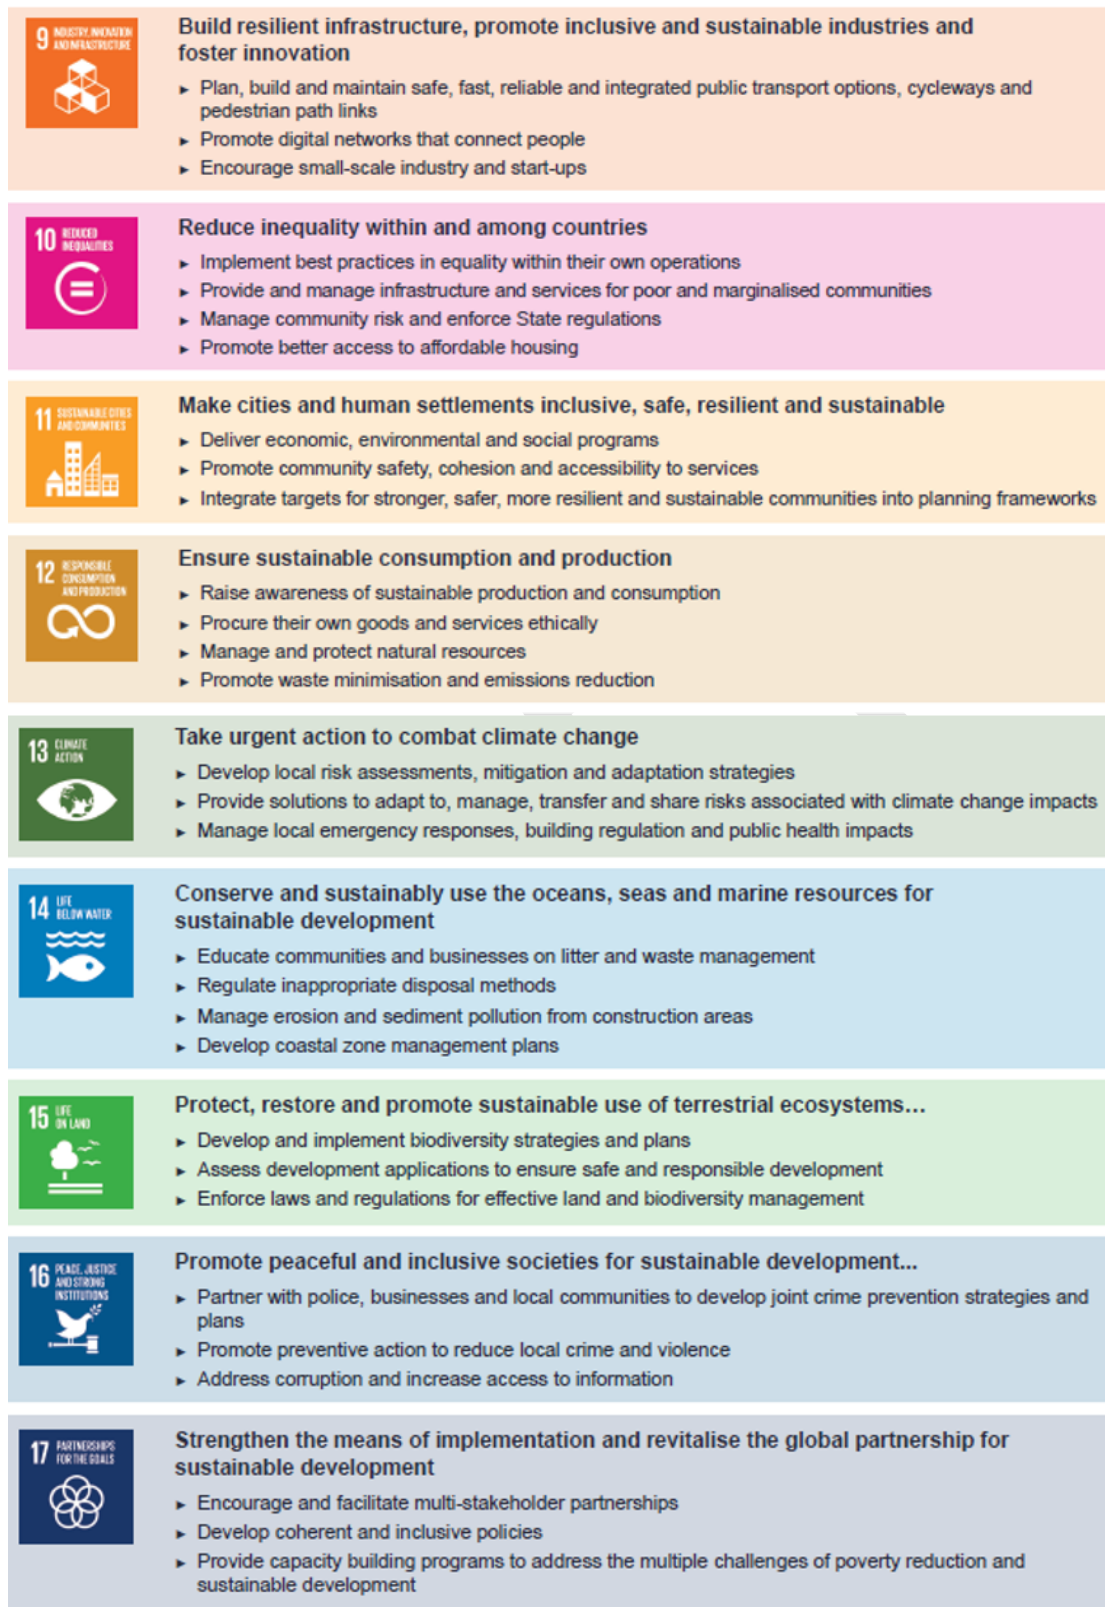 9 INDUSTRY, INNOVATION
AND INFRASTRUCTURE
Build resilient infrastructure, promote inclusive and sustainable industries and
foster innovation
► Plan, build and maintain safe, fast, reliable and integrated public transport options, cycleways and
pedestrian path links
► Promote digital networks that connect people
► Encourage small-scale industry and start-ups
10 REDUCED
INEQUALITIES
Reduce inequality within and among countries
► Implement best practices in equality within their own operations
► Provide and manage infrastructure and services for poor and marginalised communities
► Manage community risk and enforce State regulations
► Promote better access to affordable housing
11 SUSTAINABLE CITIES
AND COMMUNITIES
Make cities and human settlements inclusive, safe, resilient and sustainable
► Deliver economic, environmental and social programs
► Promote community safety, cohesion and accessibility to services
► Integrate targets for stronger, safer, more resilient and sustainable communities into planning frameworks
12 RESPONSIBLE
CONSUMPTION
AND PRODUCTION
Ensure sustainable consumption and production
► Raise awareness of sustainable production and consumption
► Procure their own goods and services ethically
► Manage and protect natural resources
► Promote waste minimisation and emissions reduction
13 CLIMATE
ACTION
Take urgent action to combat climate change
► Develop local risk assessments, mitigation and adaptation strategies
► Provide solutions to adapt to, manage, transfer and share risks associated with climate change impacts
► Manage local emergency responses, building regulation and public health impacts
14 LIFE
BELOW WATER
Conserve and sustainably use the oceans, seas and marine resources for
sustainable development
► Educate communities and businesses on litter and waste management
► Regulate inappropriate disposal methods
► Manage erosion and sediment pollution from construction areas
► Develop coastal zone management plans
15 LIFE
ON LAND
Protect, restore and promote sustainable use of terrestrial ecosystems…
► Develop and implement biodiversity strategies and plans
► Assess development applications to ensure safe and responsible development
► Enforce laws and regulations for effective land and biodiversity management
16 PEACE, JUSTICE
AND STRONG
INSTITUTIONS
Promote peaceful and inclusive societies for sustainable development...
► Partner with police, businesses and local communities to develop joint crime prevention strategies and
plans
► Promote preventive action to reduce local crime and violence
► Address corruption and increase access to information
17 PARTNERSHIPS
FOR THE GOALS
Strengthen the means of implementation and revitalise the global partnership for
sustainable development
► Encourage and facilitate multi-stakeholder partnerships
► Develop coherent and inclusive policies
► Provide capacity building programs to address the multiple challenges of poverty reduction and
sustainable development